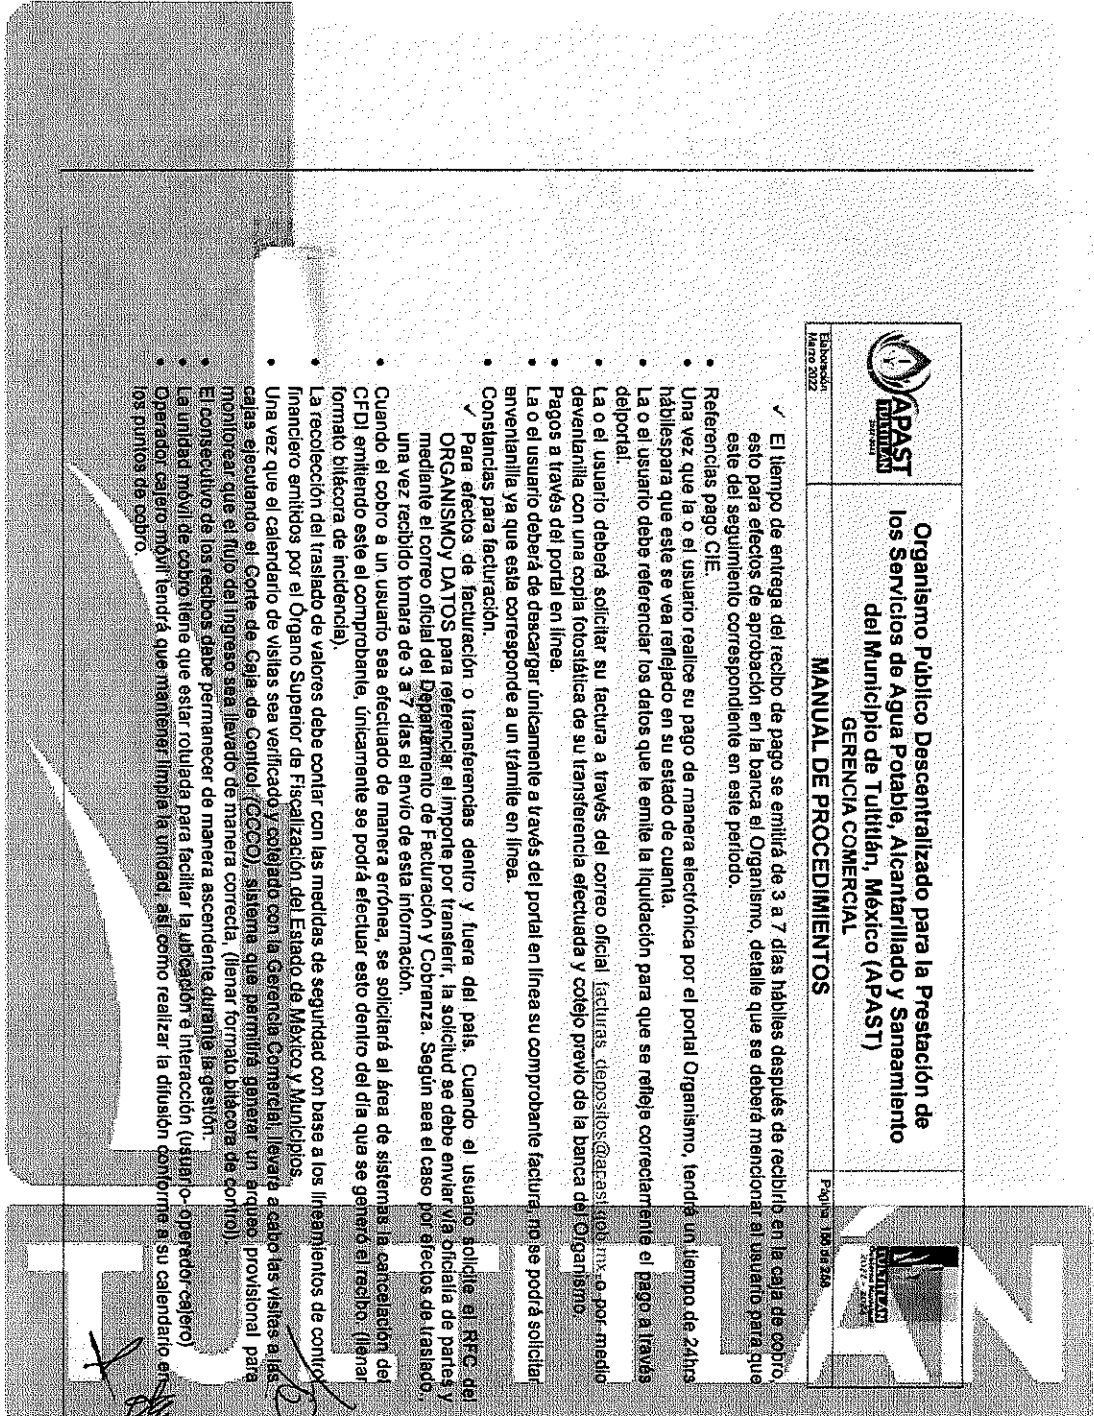 APAST
TULTITLÁN
2022-2024
Organismo Público Descentralizado para la Prestación de
los Servicios de Agua Potable, Alcantarillado y Saneamiento
del Municipio de Tultitlán, México (APAST)
GERENCIA COMERCIAL
TULTITLÁN
2022 - 2024
Elaboración
Marzo 2022
MANUAL DE PROCEDIMIENTOS
✓ El tiempo de entrega del recibo de pago se emitirá de 3 a 7 días hábiles después de recibirlo en la caja de cobro,
esto para efectos de aprobación en la banca el Organismo, detalle que se deberá mencionar al usuario para que
este del seguimiento correspondiente en este periodo.
• Referencias pago CIE.
• Una vez que la o el usuario realice su pago de manera electrónica por el portal Organismo, tendrá un tiempo de 24hrs
hábilespara que este se vea reflejado en su estado de cuenta.
• La o el usuario debe referenciar los datos que le emite la liquidación para que se refleje correctamente el pago a través
delportal.
• La o el usuario deberá solicitar su factura a través del correo oficial facturas_depositos@apast.gob.mx o por medio
deventanilla con una copia fotostática de su transferencia efectuada y cotejo previo de la banca del Organismo.
• Pagos a través del portal en línea.
• La o el usuario deberá de descargar únicamente a través del portal en línea su comprobante factura, no se podrá solicitar
enventanilla ya que esta corresponde a un trámite en línea.
• Constancias para facturación.
✓ Para efectos de facturación o transferencias dentro y fuera del país. Cuando el usuario solicite el RFC del
ORGANISMOy DATOS para referenciar el importe por transferir, la solicitud se debe enviar vía oficialía de partes y
mediante el correo oficial del Departamento de Facturación y Cobranza. Según sea el caso por efectos de traslado,
una vez recibido tomara de 3 a 7 días el envío de esta información.
• Cuando el cobro a un usuario sea efectuado de manera errónea, se solicitará al área de sistemas la cancelación del
CFDI emitiendo este el comprobante, únicamente se podrá efectuar esto dentro del día que se generó el recibo. (llenar
formato bitácora de incidencia).
• La recolección del traslado de valores debe contar con las medidas de seguridad con base a los lineamientos de control
financiero emitidos por el Órgano Superior de Fiscalización del Estado de México y Municipios.
• Una vez que el calendario de visitas sea verificado y cotejado con la Gerencia Comercial, llevara a cabo las visitas a las
cajas ejecutando el Corte de Caja de Control (CCCO), sistema que permitirá generar un arqueo provisional para
monitorear que el flujo del ingreso sea llevado de manera correcta, (llenar formato bitácora de control).
• El consecutivo de los recibos debe permanecer de manera ascendente durante la gestión.
• La unidad móvil de cobro tiene que estar rotulada para facilitar la ubicación e interacción (usuario- operador cajero)
• Operador cajero móvil tendrá que mantener limpia la unidad, así como realizar la difusión conforme a su calendario en
los puntos de cobro.
TULTITLÁN